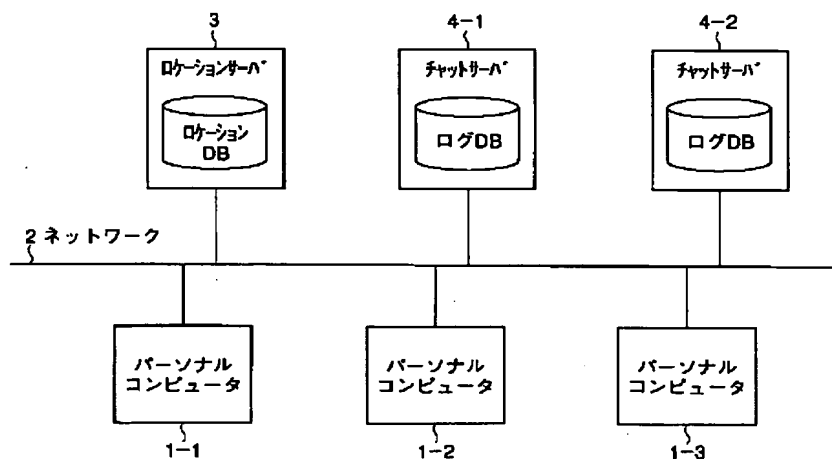 3
4-1
4-2
ロケーションサーバ
チャットサーバ
チャットサーバ
ロケーション
DB
ログDB
ログDB
2 ネットワーク
パーソナル
コンピュータ
パーソナル
コンピュータ
パーソナル
コンピュータ
1-1
1-2
1-3